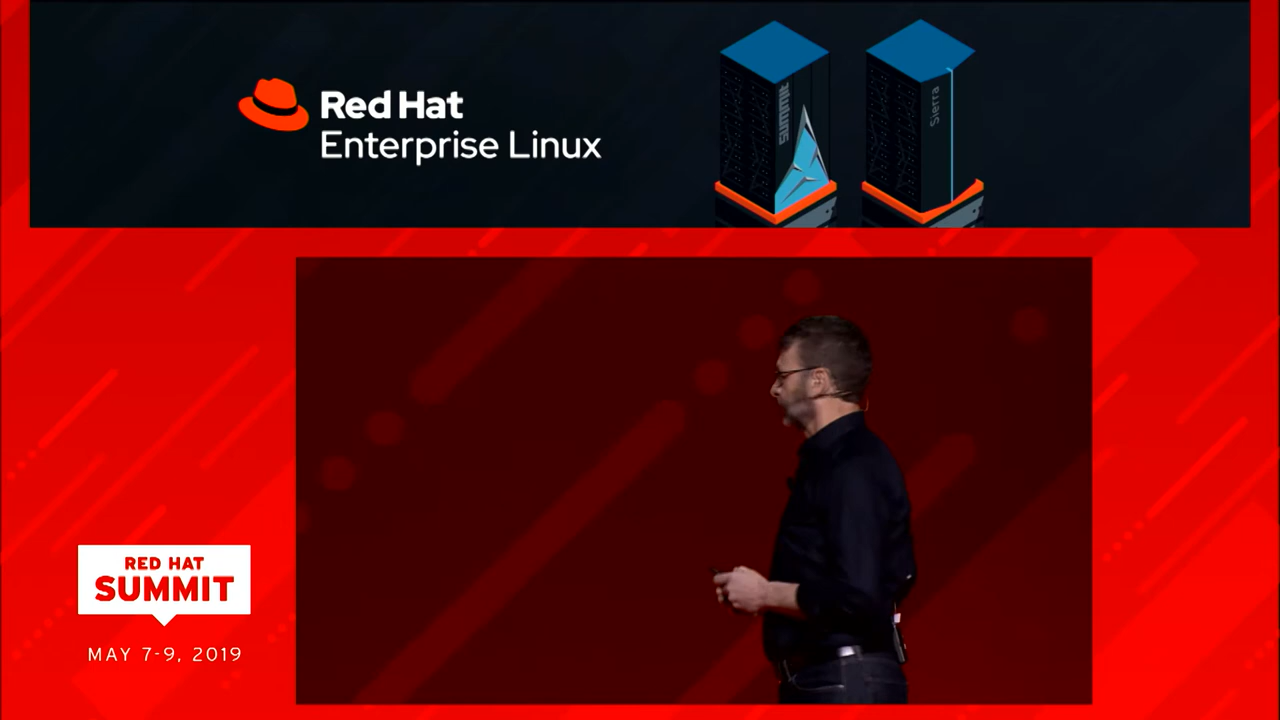 Red Hat
Enterprise Linux
SUMMIT
Sierra
RED HAT
SUMMIT
MAY 7-9, 2019